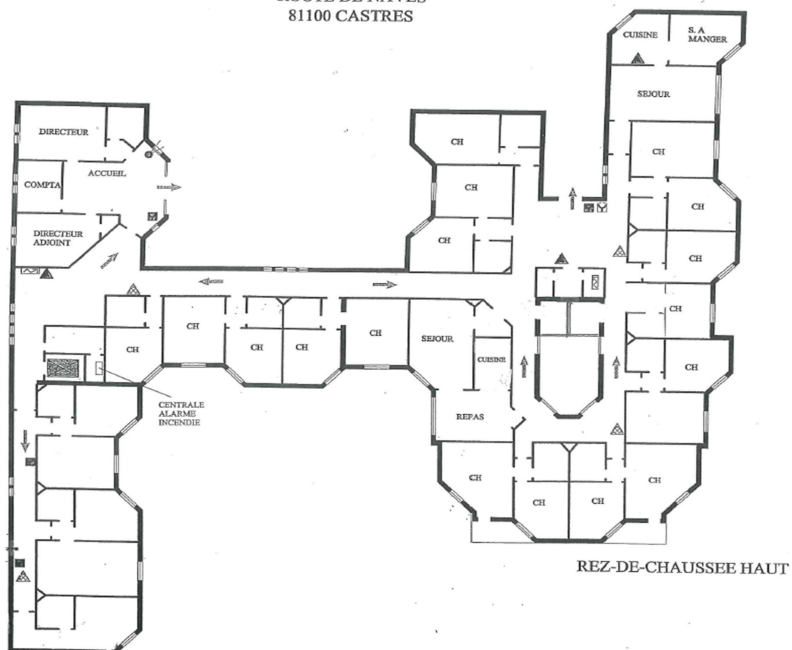 81100 CASTRES
CUISINE
S. A
MANGER
SEJOUR
DIRECTEUR
ACCUEIL
COMPTA
DIRECTEUR
ADJOINT
CH
CH
CH
CH
CH
CH
CH
CH
CH
CH
CH
CH
CH
SEJOUR
CUISINE
REPAS
CENTRALE
ALARME
INCENDIE
CH
CH
CH
CH
REZ-DE-CHAUSSEE HAUT